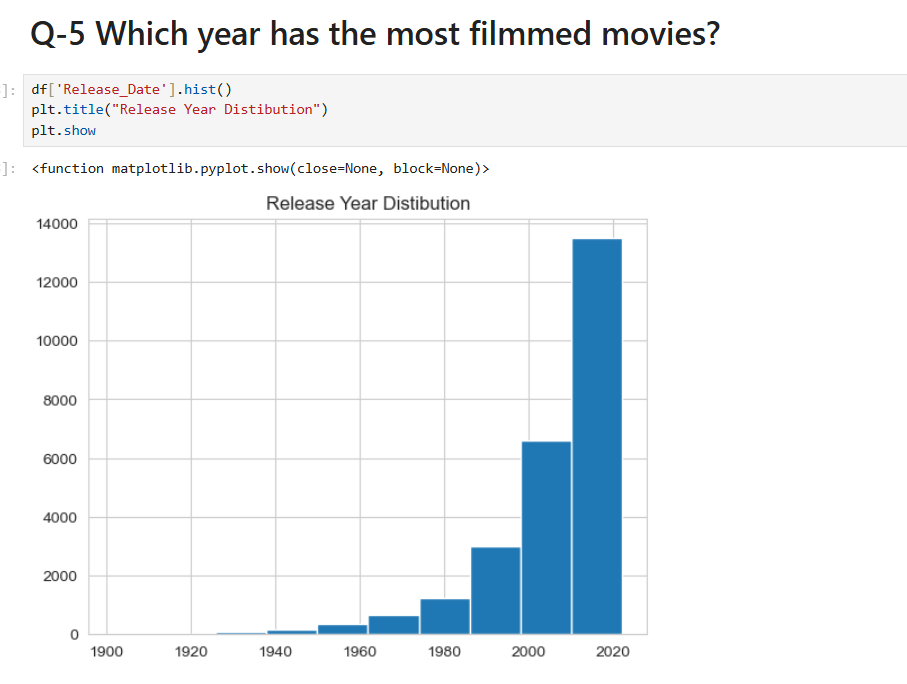 Q-5 Which year has the most filmmed movies?
]: df['Release_Date'].hist()
plt.title("Release Year Distibution")
plt.show
]: <function matplotlib.pyplot.show(close=None, block=None)>
Release Year Distibution
14000
12000
10000
8000
6000
4000
2000
0
1900 1920 1940 1960 1980 2000 2020